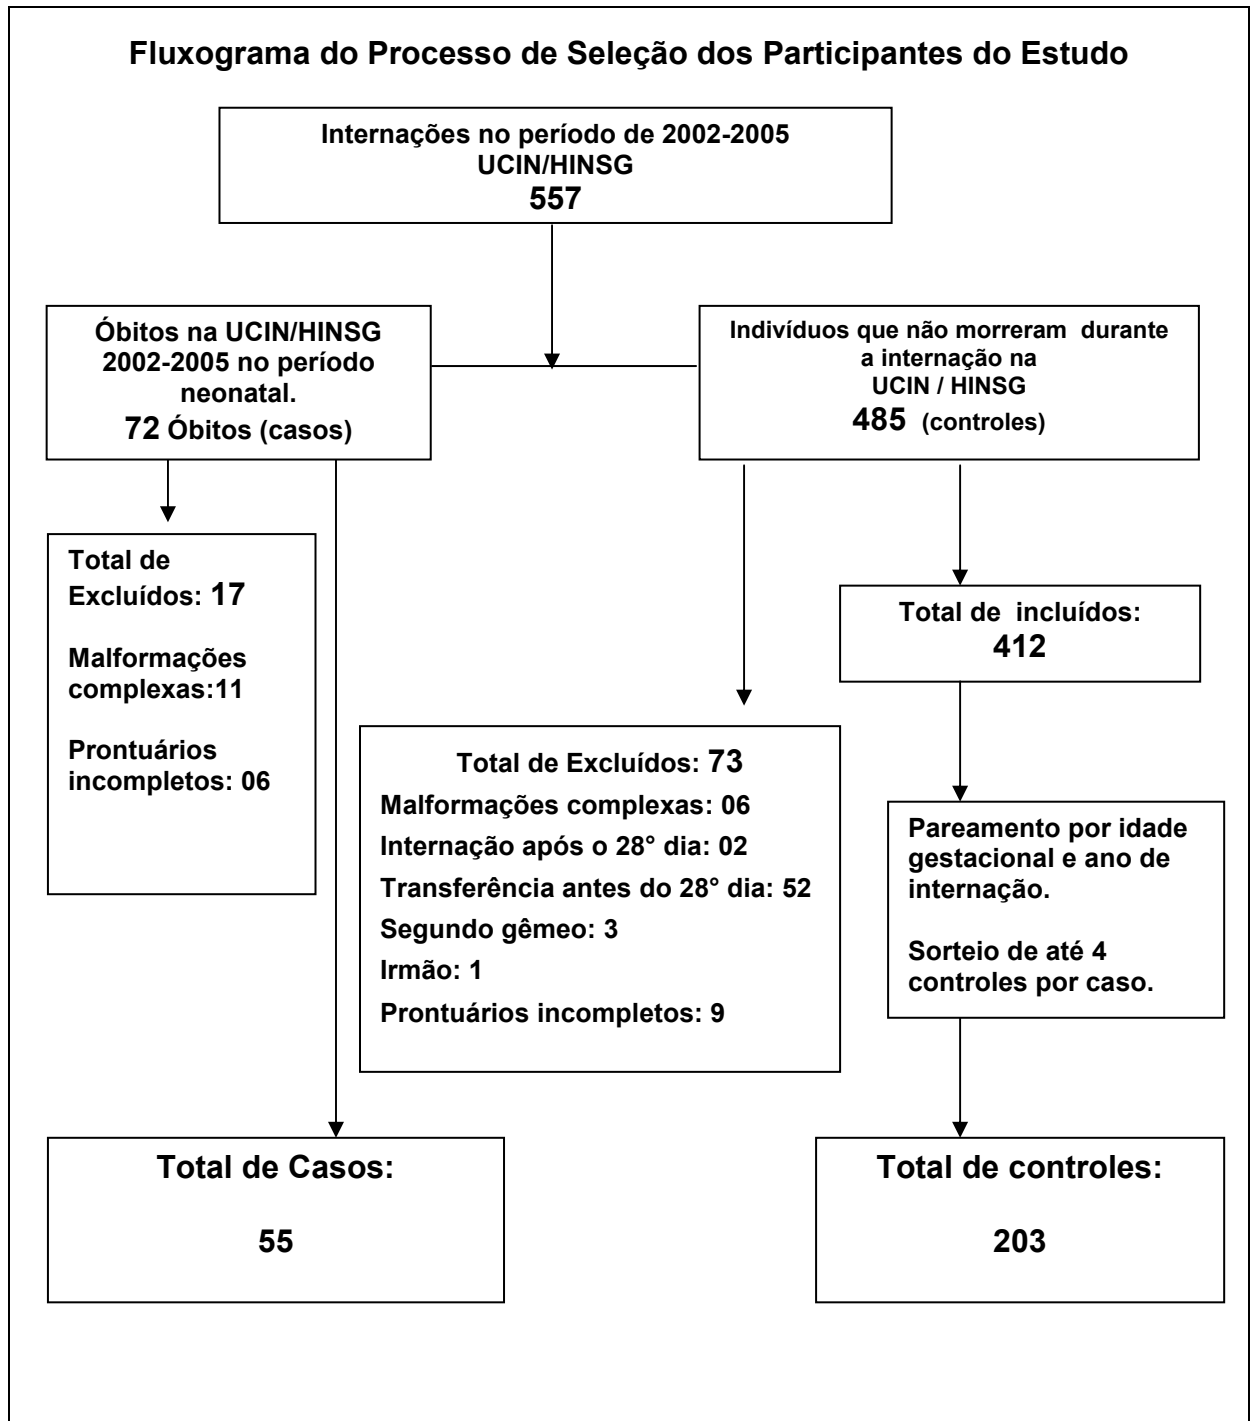 Fluxograma do Processo de Seleção dos Participantes do Estudo
Internações no período de 2002-2005
UCIN/HINSG
557
Óbitos na UCIN/HINSG
2002-2005 no período
neonatal.
72 Óbitos (casos)
Indivíduos que não morreram durante
a internação na
UCIN / HINSG
485 (controles)
Total de
Excluídos: 17
Malformações
complexas:11
Prontuários
incompletos: 06
Total de incluídos:
412
Total de Excluídos: 73
Malformações complexas: 06
Internação após o 28° dia: 02
Transferência antes do 28° dia: 52
Segundo gêmeo: 3
Irmão: 1
Prontuários incompletos: 9
Pareamento por idade
gestacional e ano de
internação.
Sorteio de até 4
controles por caso.
Total de Casos:
55
Total de controles:
203